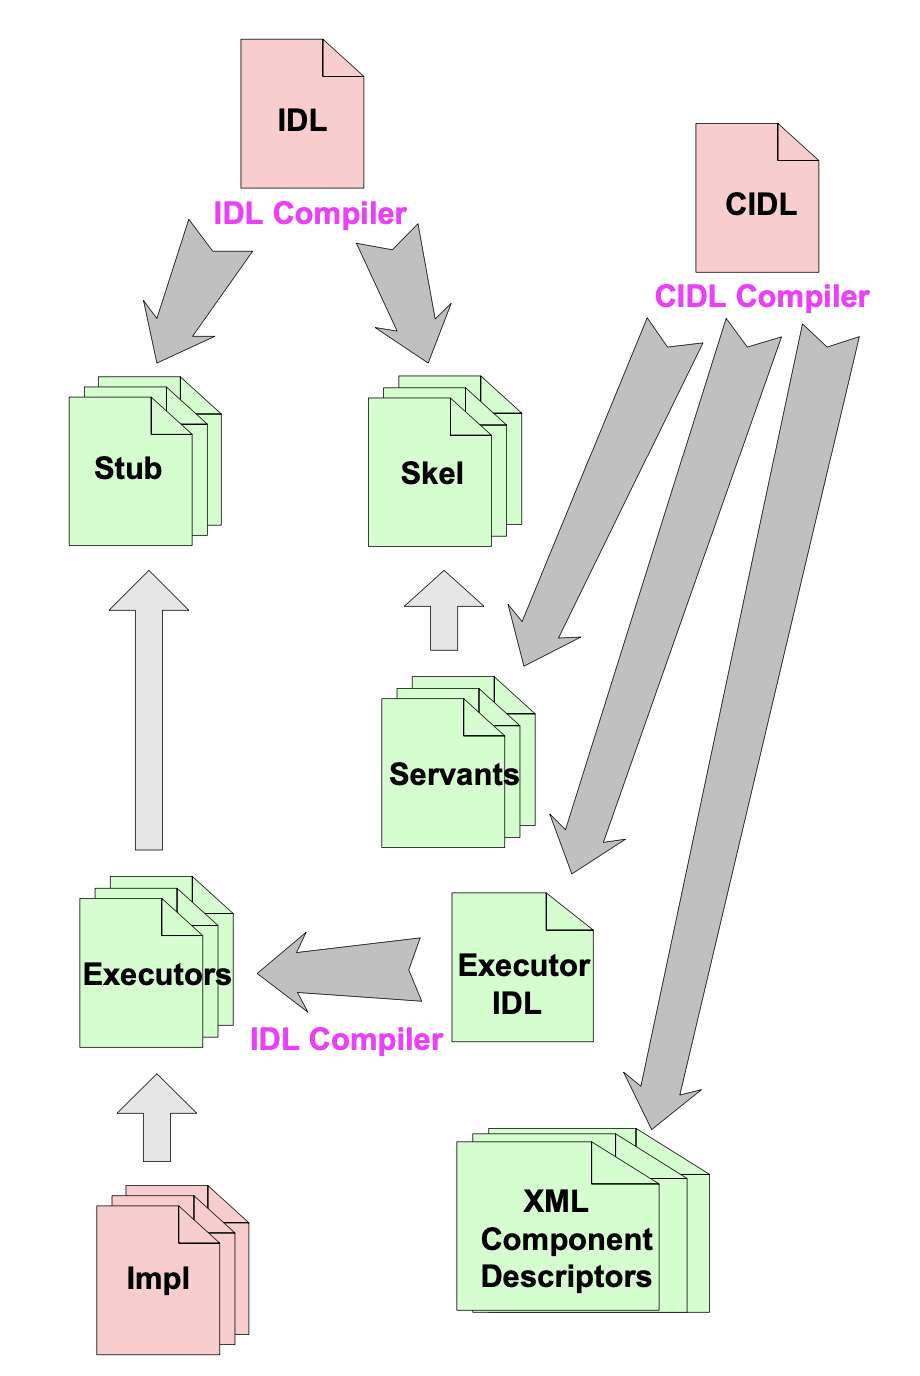 IDL
IDL Compiler
CIDL
CIDL Compiler
Stub
Skel
Servants
Executors
Executor
IDL
IDL Compiler
XML
Component
Descriptors
Impl